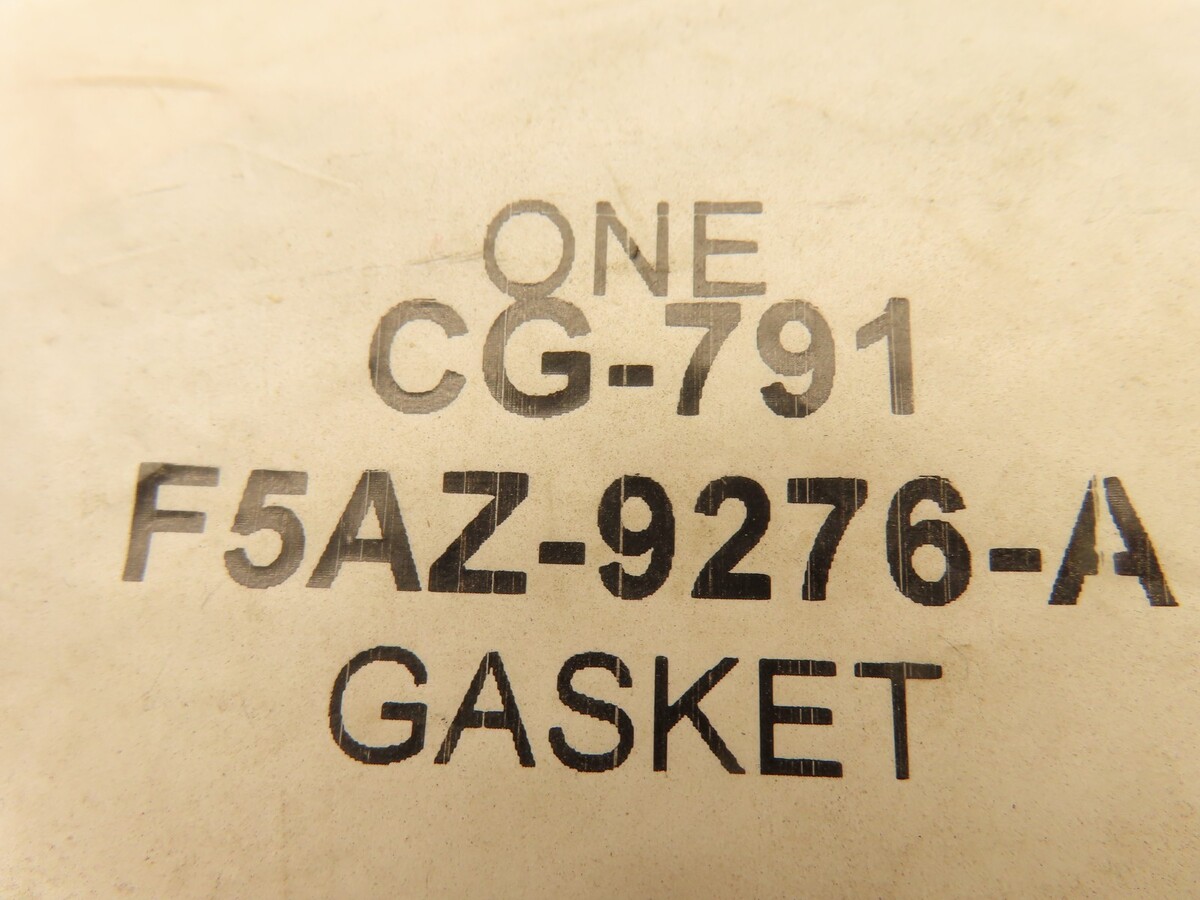 ONE
CG-791
F5AZ-9276-A
GASKET